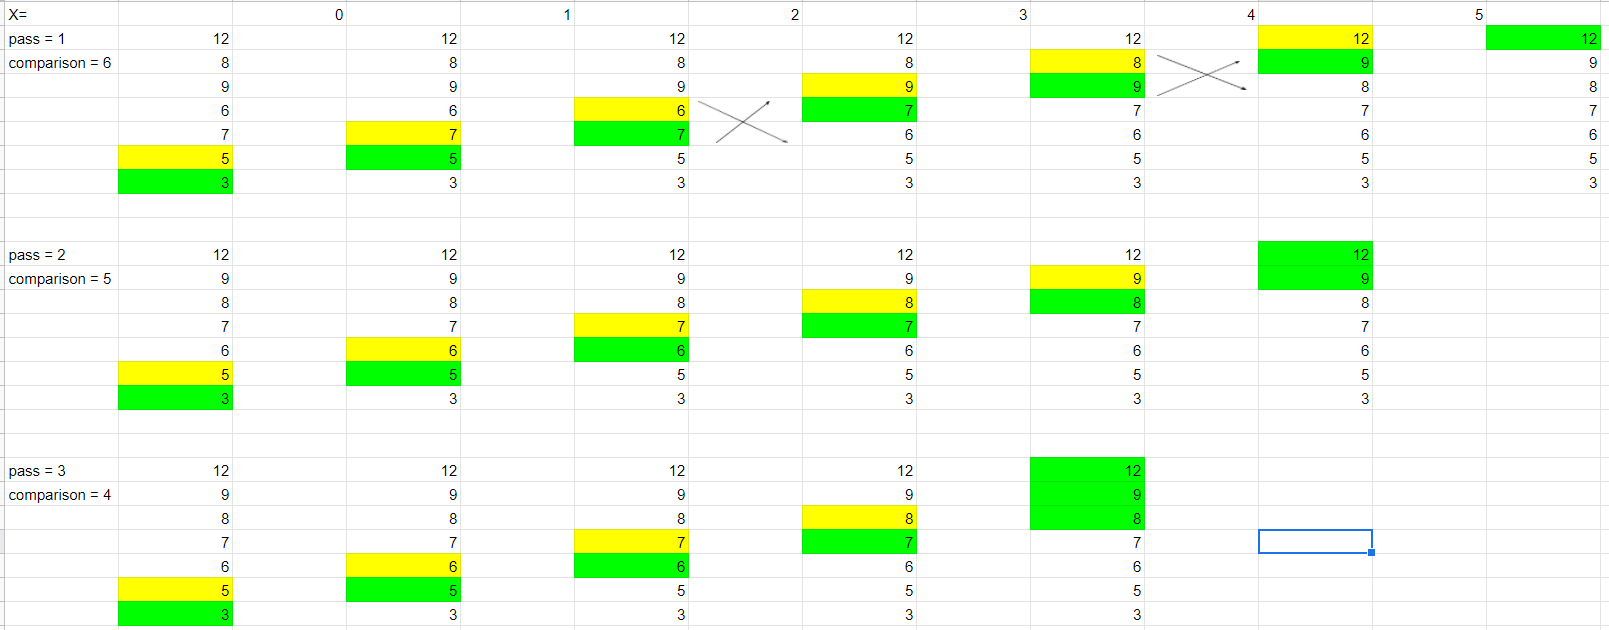 X= 0 1 2 3 4 5
pass = 1 12 12 12 12 12 12 12
comparison = 6 8 8 8 8 8 9 9
9 9 9 9 9 8 8
6 6 6 7 7 7 7
7 7 7 6 6 6 6
5 5 5 5 5 5 5
3 3 3 3 3 3 3
pass = 2 12 12 12 12 12 12
comparison = 5 9 9 9 9 9 9
8 8 8 8 8 8
7 7 7 7 7 7
6 6 6 6 6 6
5 5 5 5 5 5
3 3 3 3 3 3
pass = 3 12 12 12 12 12
comparison = 4 9 9 9 9 9
8 8 8 8 8
7 7 7 7 7
6 6 6 6 6
5 5 5 5 5
3 3 3 3 3